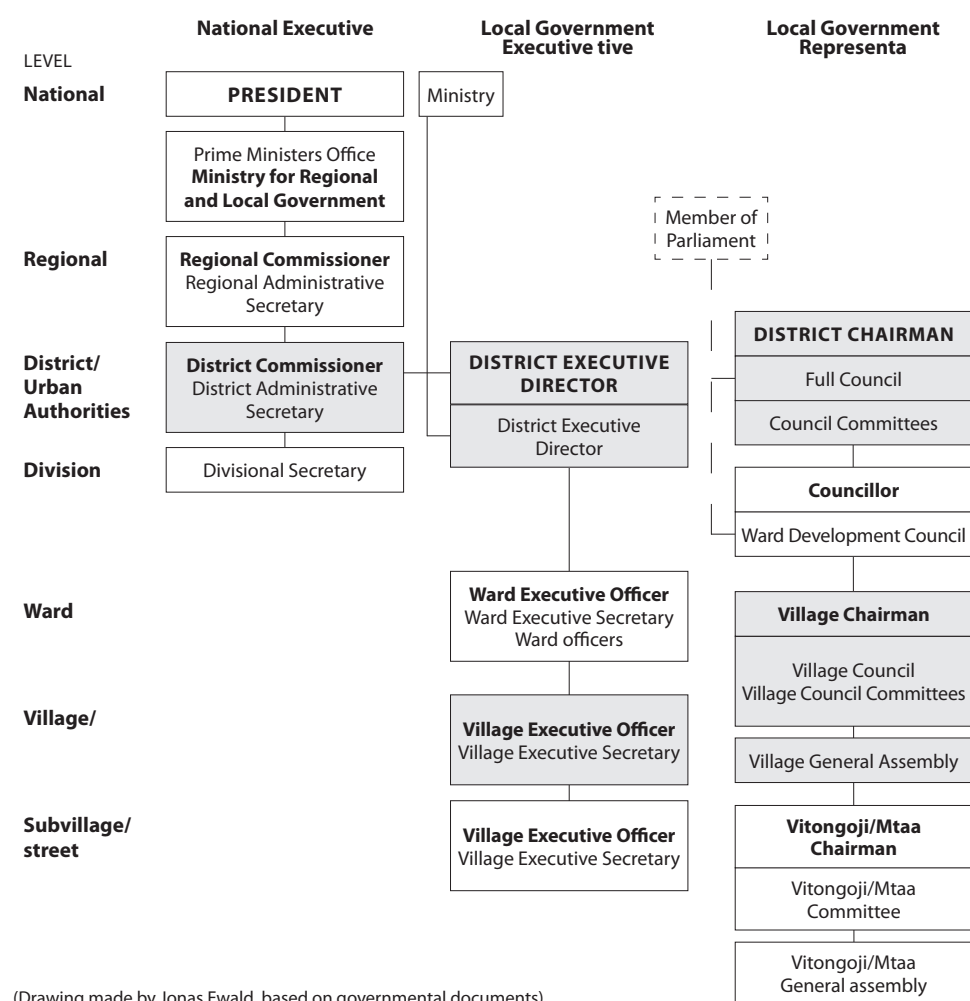 National Executive
Local Government
Executive tive
Local Government
Representa
LEVEL
National
PRESIDENT
Ministry
Prime Ministers Office
Ministry for Regional
and Local Government
Member of
Parliament
Regional
Regional Commissioner
Regional Administrative
Secretary
District/
Urban
Authorities
District Commissioner
District Administrative
Secretary
DISTRICT EXECUTIVE
DIRECTOR
District Executive
Director
DISTRICT CHAIRMAN
Full Council
Council Committees
Division
Divisional Secretary
Councillor
Ward Development Council
Ward
Ward Executive Officer
Ward Executive Secretary
Ward officers
Village Chairman
Village Council
Village Council Committees
Village/
Village Executive Officer
Village Executive Secretary
Village General Assembly
Subvillage/
street
Village Executive Officer
Village Executive Secretary
Vitongoji/Mtaa
Chairman
Vitongoji/Mtaa
Committee
Vitongoji/Mtaa
General assembly
(Drawing made by Jonas Ewald, based on governmental documents)